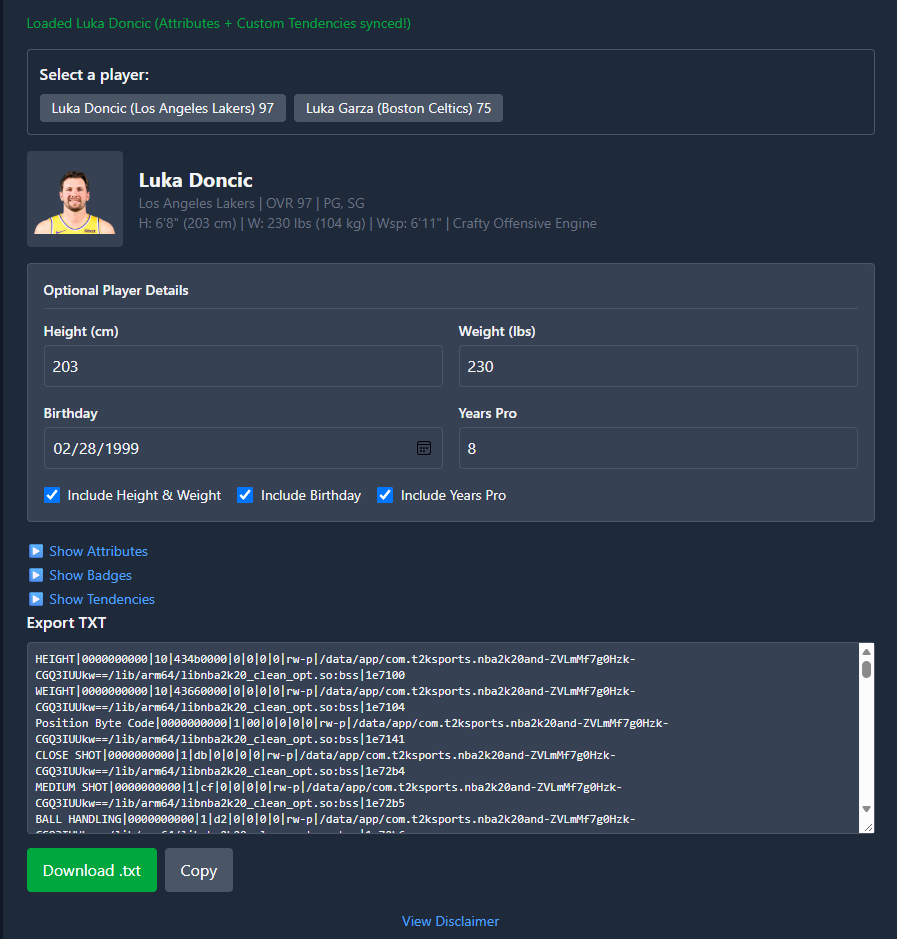 Loaded Luka Doncic (Attributes + Custom Tendencies synced!)
Select a player:
Luka Doncic (Los Angeles Lakers) 97
Luka Garza (Boston Celtics) 75
Luka Doncic
Los Angeles Lakers | OVR 97 | PG, SG
H: 6'8" (203 cm) | W: 230 lbs (104 kg) | Wsp: 6'11" | Crafty Offensive Engine
Optional Player Details
Height (cm)
Weight (lbs)
203
230
Birthday
Years Pro
02/28/1999
8
Include Height & Weight
Include Birthday
Include Years Pro
Show Attributes
Show Badges
Show Tendencies
Export TXT
HEIGHT|0000000000|10|434b0000|0|0|0|0|rw-p|/data/app/com.t2ksports.nba2k20and-ZVLmMf7g0Hzk-
CGQ3IUUkw==/lib/arm64/libnba2k20_clean_opt.so:bss|1e7100
WEIGHT|0000000000|10|43660000|0|0|0|0|rw-p|/data/app/com.t2ksports.nba2k20and-ZVLmMf7g0Hzk-
CGQ3IUUkw==/lib/arm64/libnba2k20_clean_opt.so:bss|1e7104
Position Byte Code|0000000000|1|00|0|0|0|0|rw-p|/data/app/com.t2ksports.nba2k20and-ZVLmMf7g0Hzk-
CGQ3IUUkw==/lib/arm64/libnba2k20_clean_opt.so:bss|1e7141
CLOSE SHOT|0000000000|1|db|0|0|0|0|rw-p|/data/app/com.t2ksports.nba2k20and-ZVLmMf7g0Hzk-
CGQ3IUUkw==/lib/arm64/libnba2k20_clean_opt.so:bss|1e72b4
MEDIUM SHOT|0000000000|1|cf|0|0|0|0|rw-p|/data/app/com.t2ksports.nba2k20and-ZVLmMf7g0Hzk-
CGQ3IUUkw==/lib/arm64/libnba2k20_clean_opt.so:bss|1e72b5
BALL HANDLING|0000000000|1|d2|0|0|0|0|rw-p|/data/app/com.t2ksports.nba2k20and-ZVLmMf7g0Hzk-
Download .txt
Copy
View Disclaimer